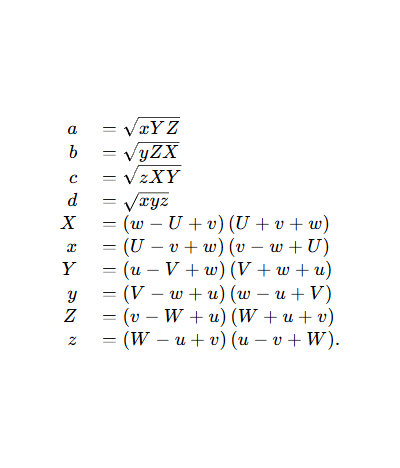 a = √xYZ
b = √yZX
c = √zXY
d = √xyz
X = (w − U + v) (U + v + w)
x = (U − v + w) (v − w + U)
Y = (u − V + w) (V + w + u)
y = (V − w + u) (w − u + V)
Z = (v − W + u) (W + u + v)
z = (W − u + v) (u − v + W).